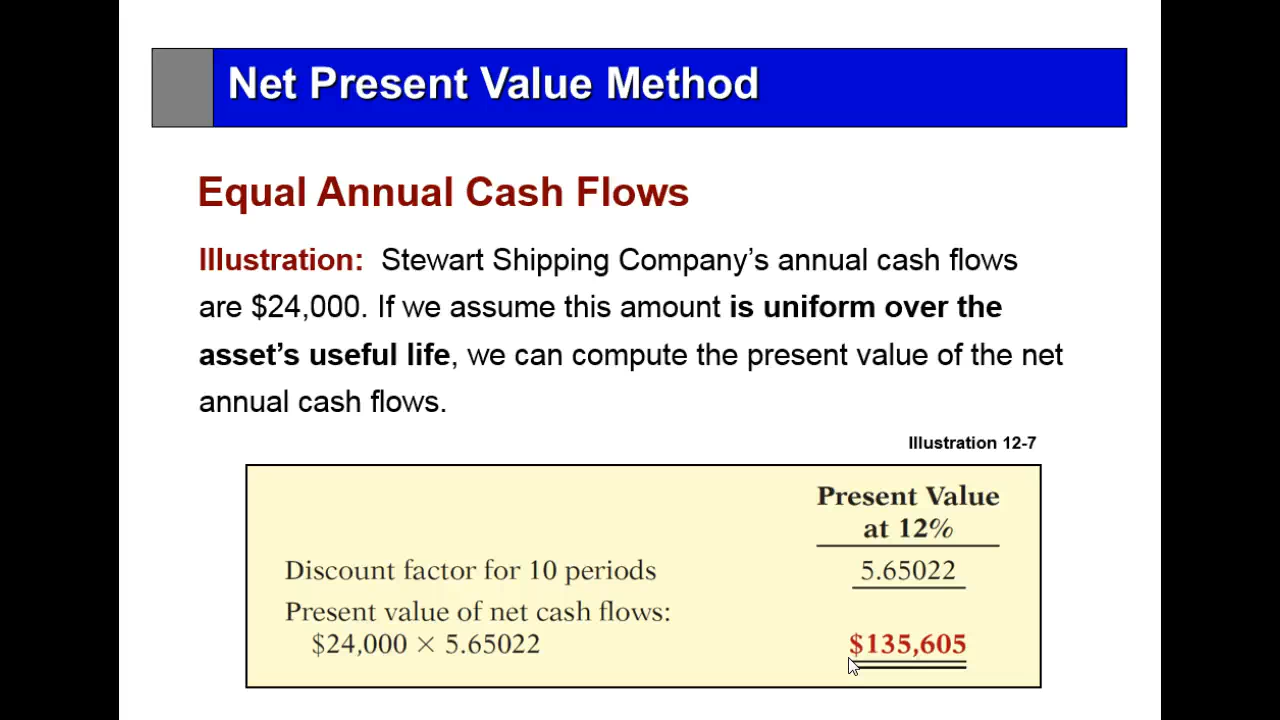 Net Present Value Method
Equal Annual Cash Flows
Illustration: Stewart Shipping Company’s annual cash flows
are $24,000. If we assume this amount is uniform over the
asset’s useful life, we can compute the present value of the net
annual cash flows.
Illustration 12-7
Present Value
at 12%
Discount factor for 10 periods 5.65022
Present value of net cash flows:
$24,000 × 5.65022 $135,605